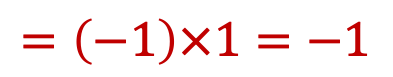 = (−1)×1 = −1